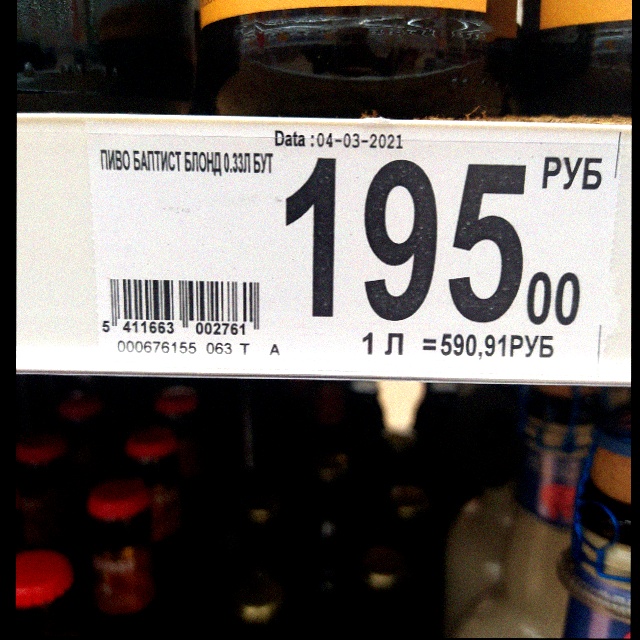 Data :04-03-2021
ПИВО БАПТИСТ БЛОНД 0.33Л БУТ
195 00 РУБ
5 411663 002761
1 Л =590,91РУБ
000676155 063 Т А